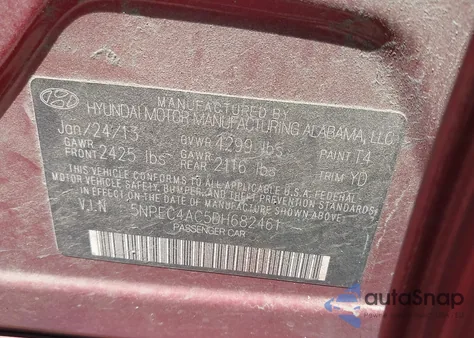 MANUFACTURED BY
HYUNDAI MOTOR MANUFACTURING ALABAMA, LLC
Jan/24/13 GVWR 4299 lbs PAINT T4
GAWR FRONT 2425 lbs GAWR REAR 2116 lbs TRIM YD
THIS VEHICLE CONFORMS TO ALL APPLICABLE U.S.A. FEDERAL
MOTOR VEHICLE SAFETY, BUMPER, AND THEFT PREVENTION
STANDARDS IN EFFECT ON THE DATE OF MANUFACTURE
V.I.N 5NPEC4AC5DH682461
PASSENGER CAR
autoSnap